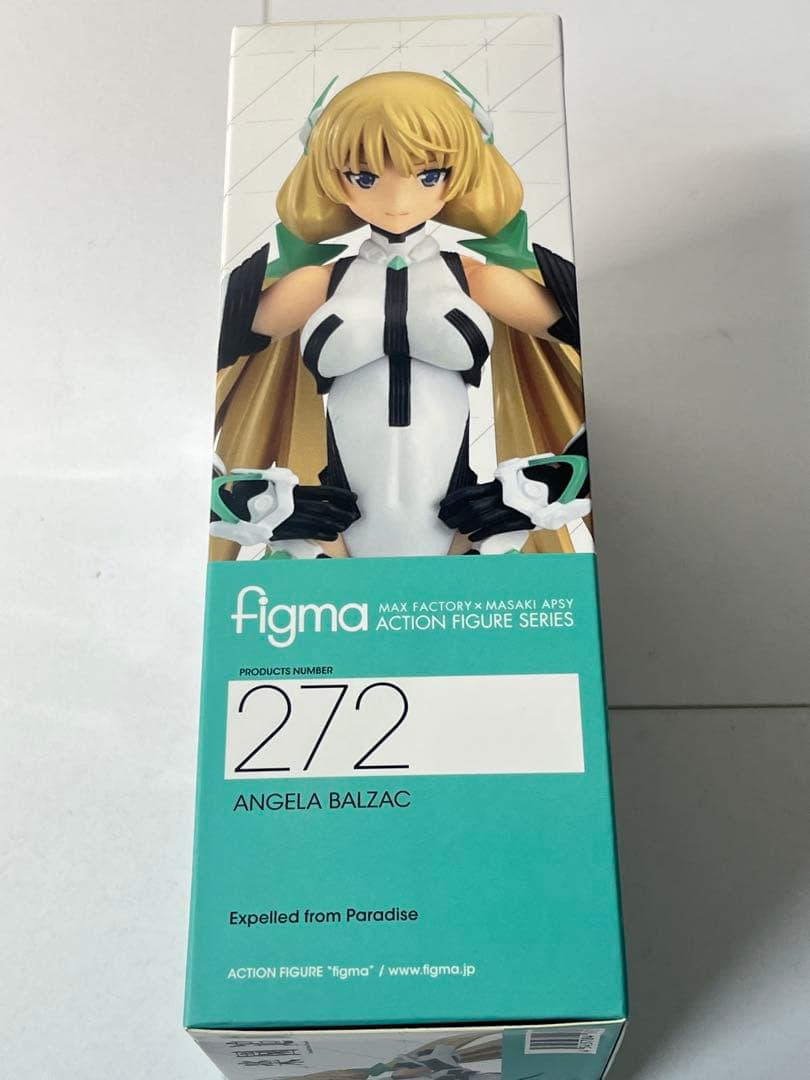 figma
MAX FACTORY × MASAKI APSY
ACTION FIGURE SERIES
PRODUCTS NUMBER
272
ANGELA BALZAC
Expelled from Paradise
ACTION FIGURE "figma" / www.figma.jp